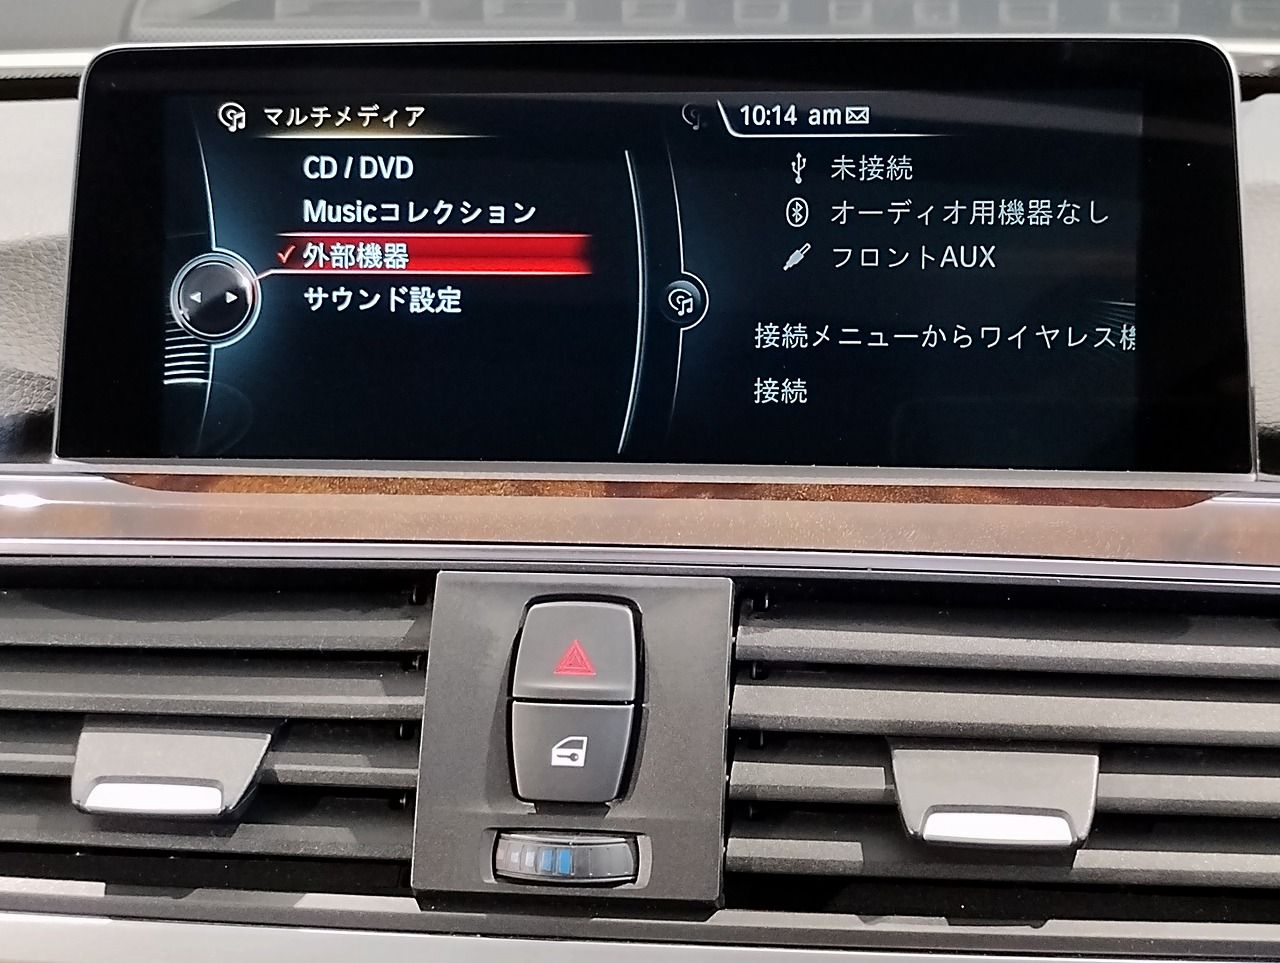 マルチメディア
CD / DVD
Musicコレクション
外部機器
サウンド設定
10:14 am
未接続
オーディオ用機器なし
フロントAUX
接続メニューからワイヤレス機
接続